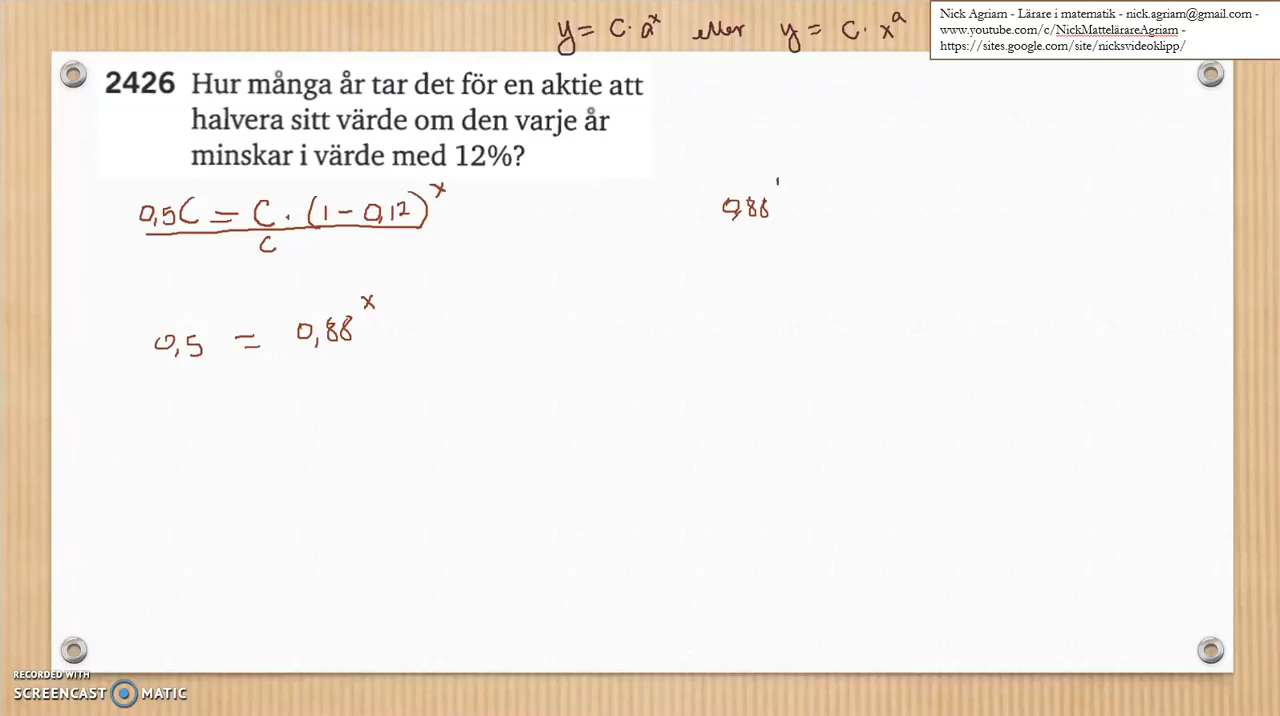 y = C · a^x eller y = C · x^a
Nick Agriam - Lärare i matematik - nick.agriam@gmail.com -
www.youtube.com/c/NickMattelärareAgriam -
https://sites.google.com/site/nicksvideoklipp/
2426 Hur många år tar det för en aktie att
halvera sitt värde om den varje år
minskar i värde med 12%?
0,5C = C · (1 - 0,12)^x
C
0,88
0,5 = 0,88^x
RECORDED WITH
SCREENCAST MATIC